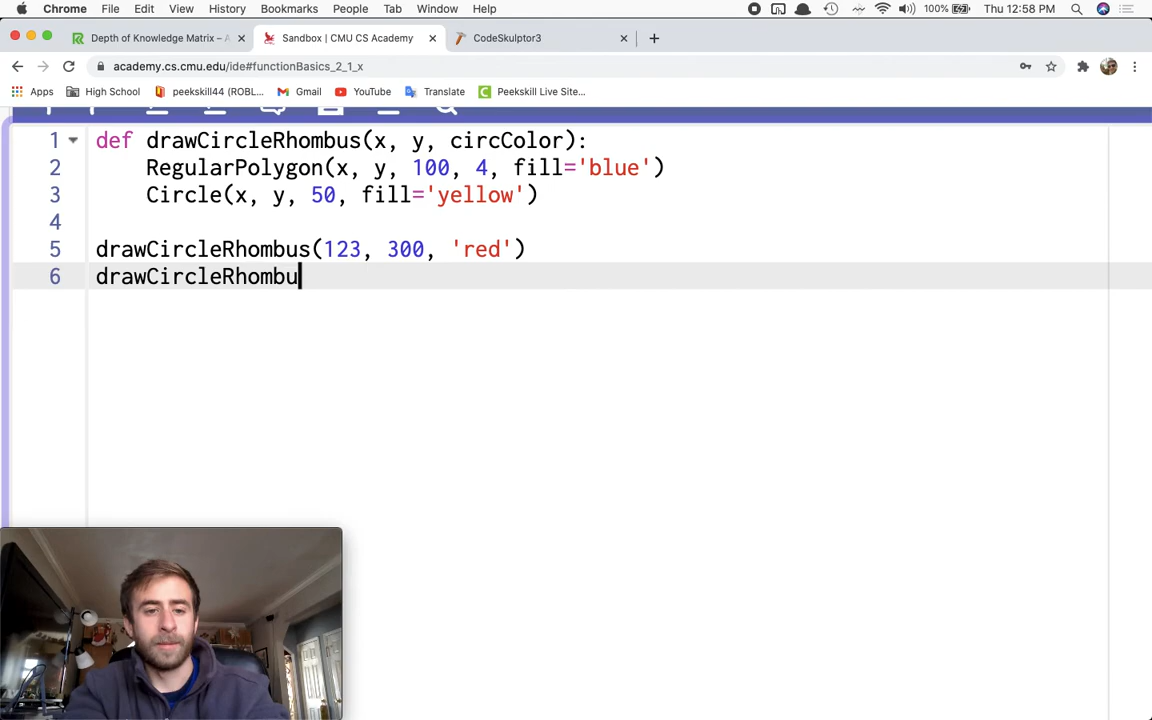 Chrome File Edit View History Bookmarks People Tab Window Help 100% Thu 12:58 PM
Depth of Knowledge Matrix – A Sandbox | CMU CS Academy CodeSkulptor3
academy.cs.cmu.edu/ide#functionBasics_2_1_x
Apps High School peekskill44 (ROBL... Gmail YouTube Translate Peekskill Live Site...
1 def drawCircleRhombus(x, y, circColor):
2 RegularPolygon(x, y, 100, 4, fill='blue')
3 Circle(x, y, 50, fill='yellow')
4
5 drawCircleRhombus(123, 300, 'red')
6 drawCircleRhombu